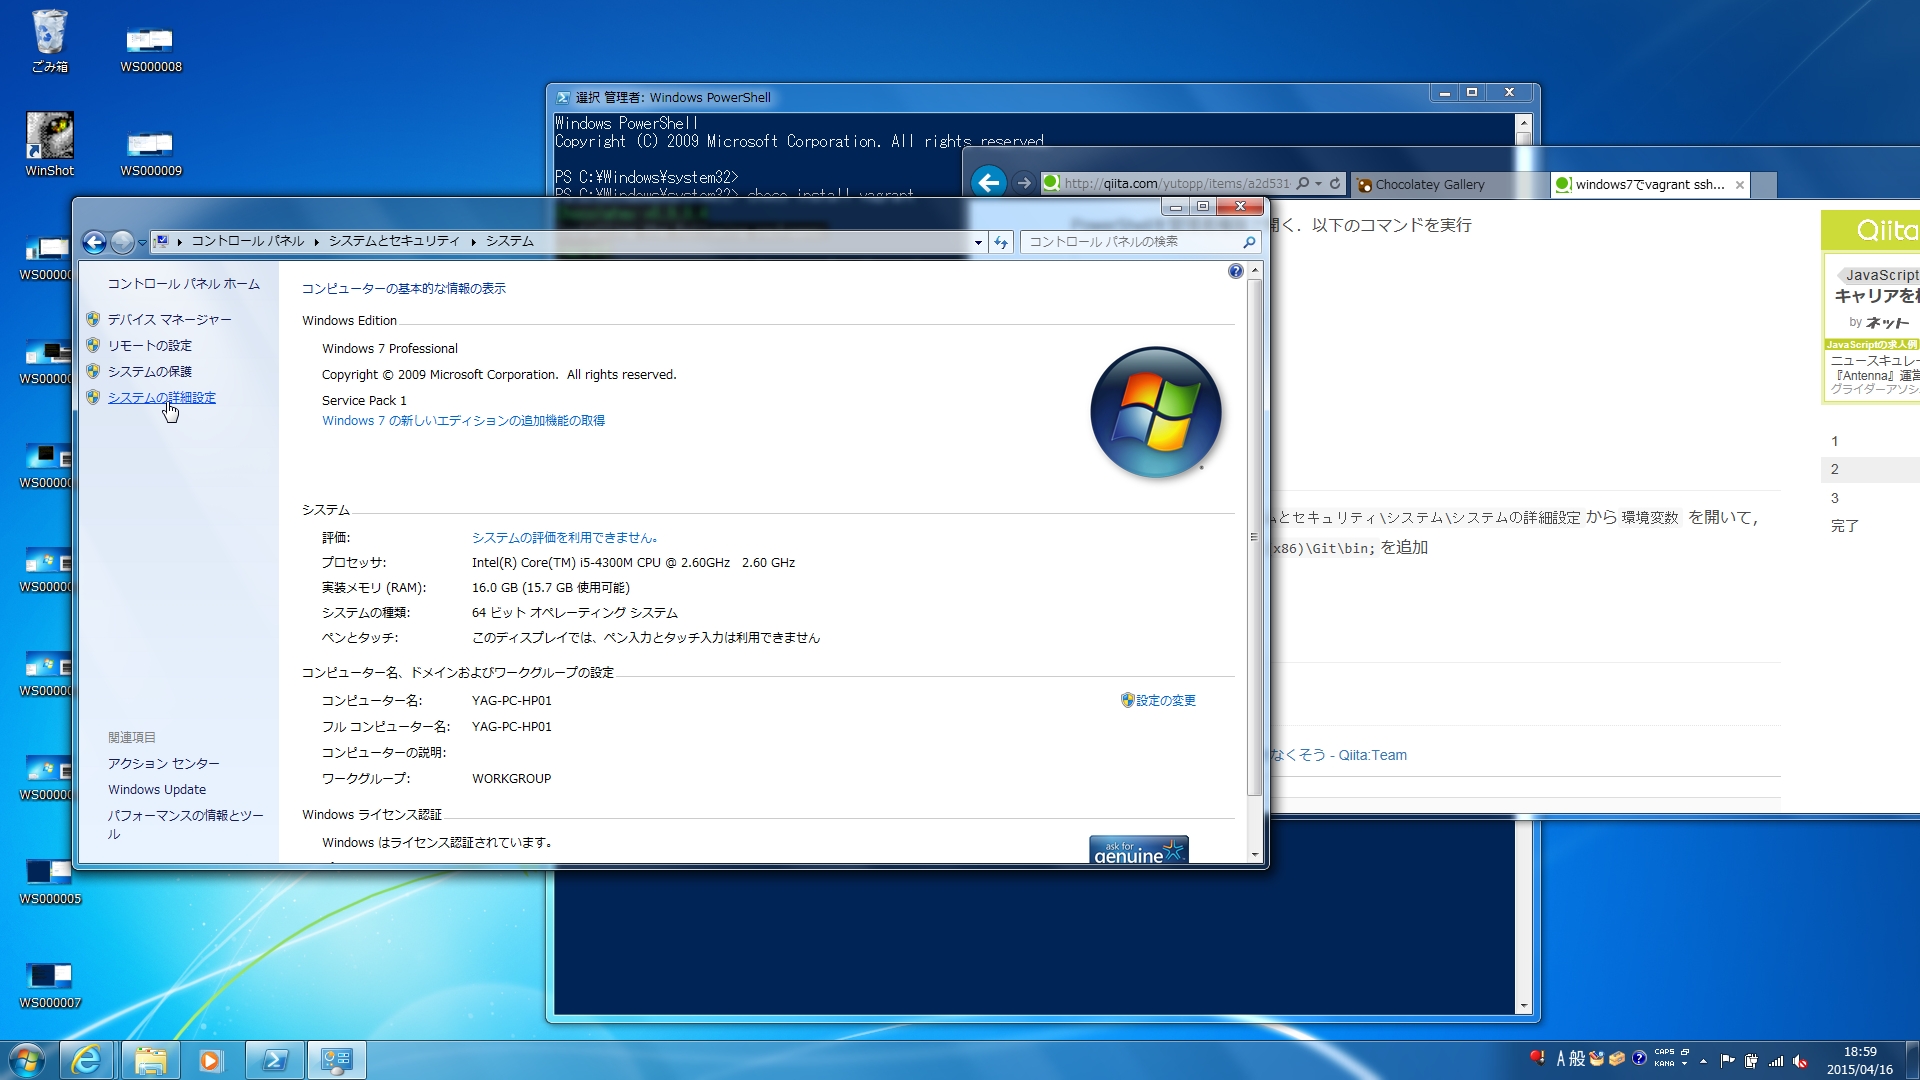 ごみ箱
WS000008
WinShot
WS000009
WS00000
WS00000
WS00000
WS00000
WS00000
WS00000
WS000005
WS000007
選択 管理者: Windows PowerShell
Windows PowerShell
Copyright (C) 2009 Microsoft Corporation. All rights reserved
PS C:¥Windows¥system32>
PS C:¥Windows¥system32> choco install vagrant
http://qiita.com/yutopp/items/a2d531
Chocolatey Gallery
windows7でvagrant ssh...
開く. 以下のコマンドを実行
とセキュリティ\システム\システムの詳細設定 から 環境変数 を開いて,
x86)\Git\bin; を追加
なくそう - Qiita:Team
Qiita
JavaScript
キャリアを
by ネット
JavaScriptの求人例
ニュースキュレー
『Antenna』運営
グライダーアソシ
1
2
3
完了
コントロール パネル
システムとセキュリティ
システム
コントロール パネルの検索
コントロール パネル ホーム
デバイス マネージャー
リモートの設定
システムの保護
システムの詳細設定
関連項目
アクション センター
Windows Update
パフォーマンスの情報とツー
ル
コンピューターの基本的な情報の表示
Windows Edition
Windows 7 Professional
Copyright © 2009 Microsoft Corporation. All rights reserved.
Service Pack 1
Windows 7 の新しいエディションの追加機能の取得
システム
評価: システムの評価を利用できません。
プロセッサ: Intel(R) Core(TM) i5-4300M CPU @ 2.60GHz 2.60 GHz
実装メモリ (RAM): 16.0 GB (15.7 GB 使用可能)
システムの種類: 64 ビット オペレーティング システム
ペンとタッチ: このディスプレイでは、ペン入力とタッチ入力は利用できません
コンピューター名、ドメインおよびワークグループの設定
コンピューター名: YAG-PC-HP01
設定の変更
フル コンピューター名: YAG-PC-HP01
コンピューターの説明:
ワークグループ: WORKGROUP
Windows ライセンス認証
Windows はライセンス認証されています。
ask for
genuine
A 般
CAPS
KANA
18:59
2015/04/16